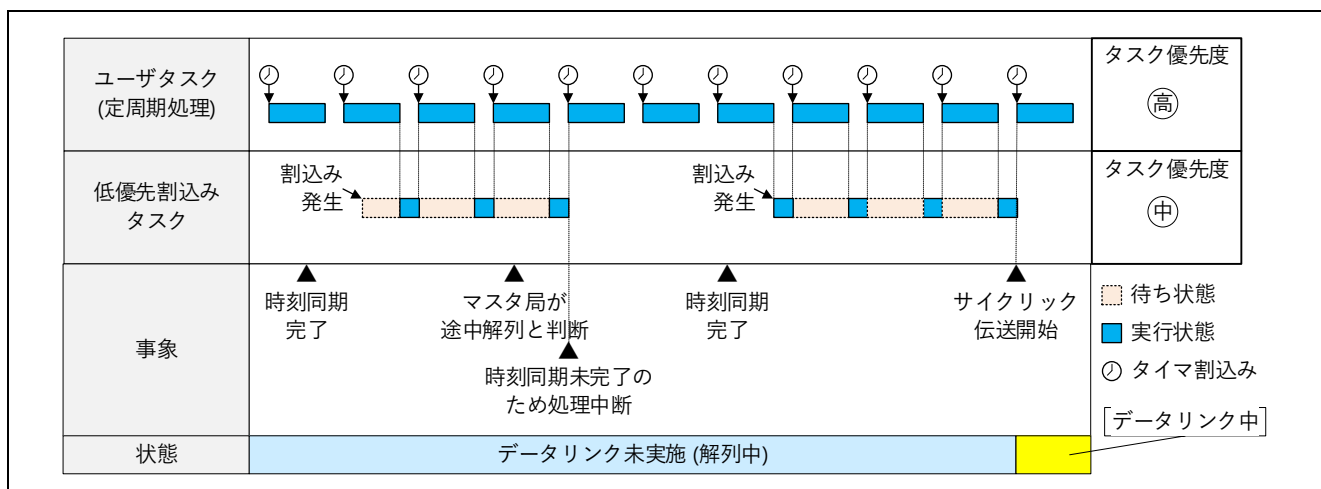 ユーザタスク
(定周期処理)
タスク優先度
高
低優先割込み
タスク
割込み
発生
割込み
発生
タスク優先度
中
事象
時刻同期
完了
マスタ局が
途中解列と判断
時刻同期未完了の
ため処理中断
時刻同期
完了
サイクリック
伝送開始
待ち状態
実行状態
タイマ割込み
[データリンク中]
状態
データリンク未実施 (解列中)